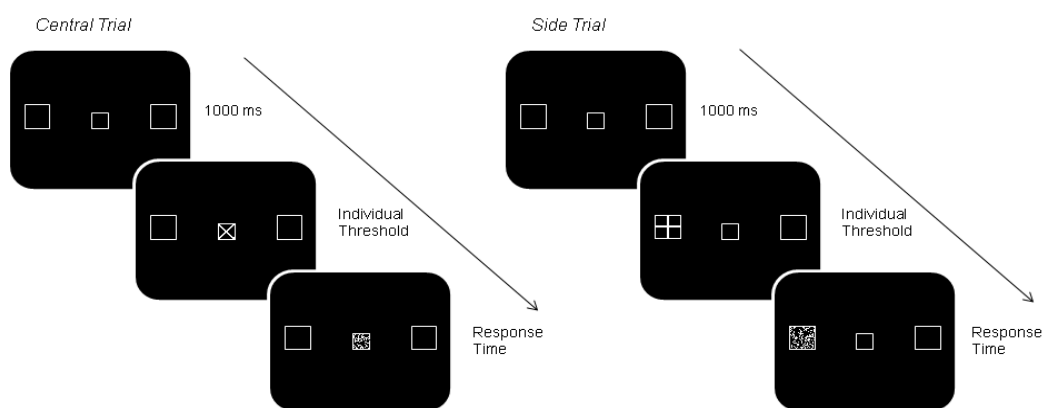 Central Trial
1000 ms
Individual
Threshold
Response
Time
Side Trial
1000 ms
Individual
Threshold
Response
Time